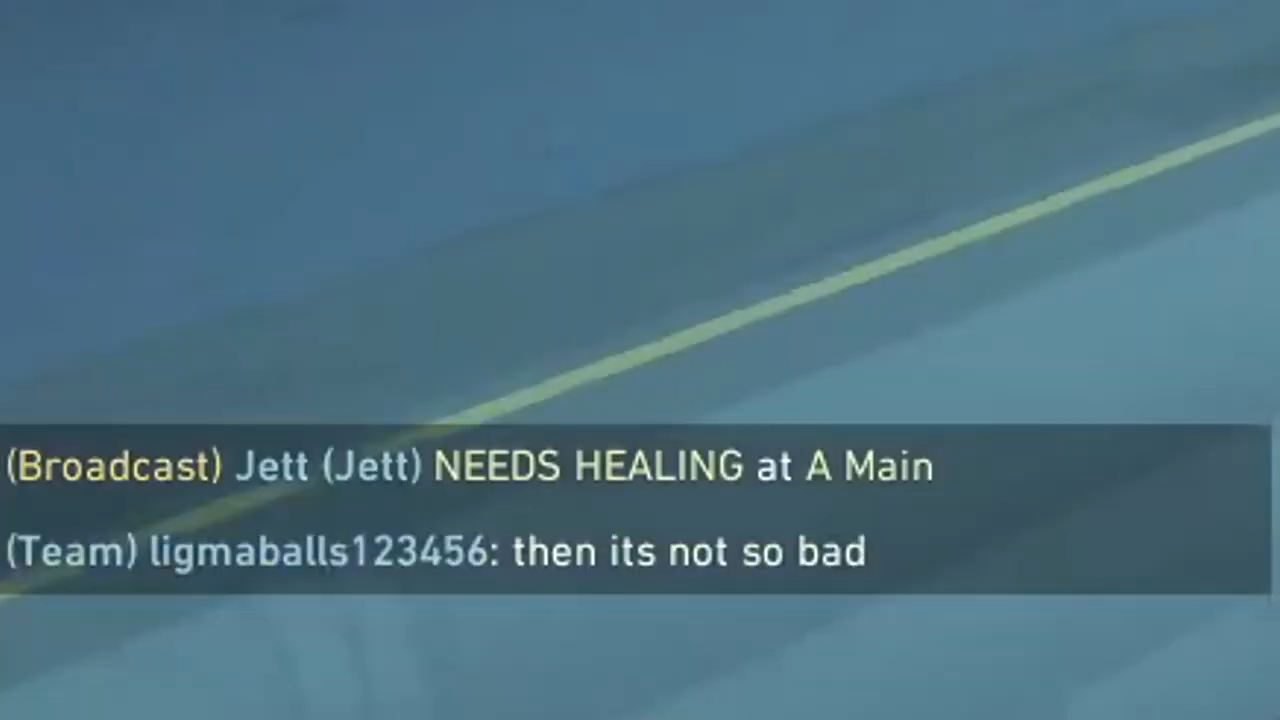 (Broadcast) Jett (Jett) NEEDS HEALING at A Main
(Team) ligmaballs123456: then its not so bad